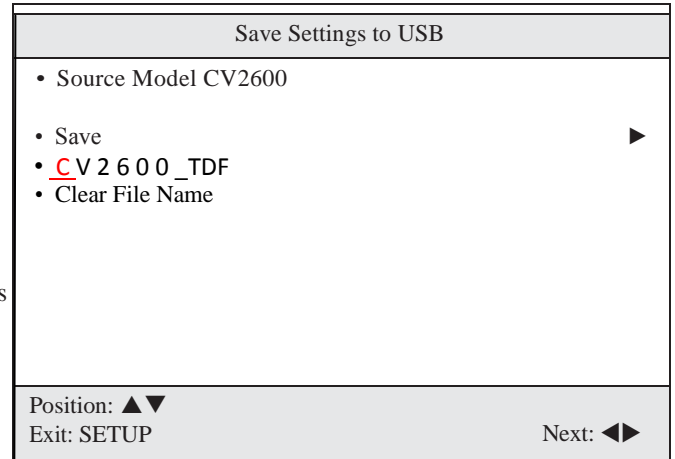 Save Settings to USB
• Source Model CV2600
• Save ▶
• CV2600_TDF
• Clear File Name
s
Position: ▲▼
Exit: SETUP Next: ◀▶